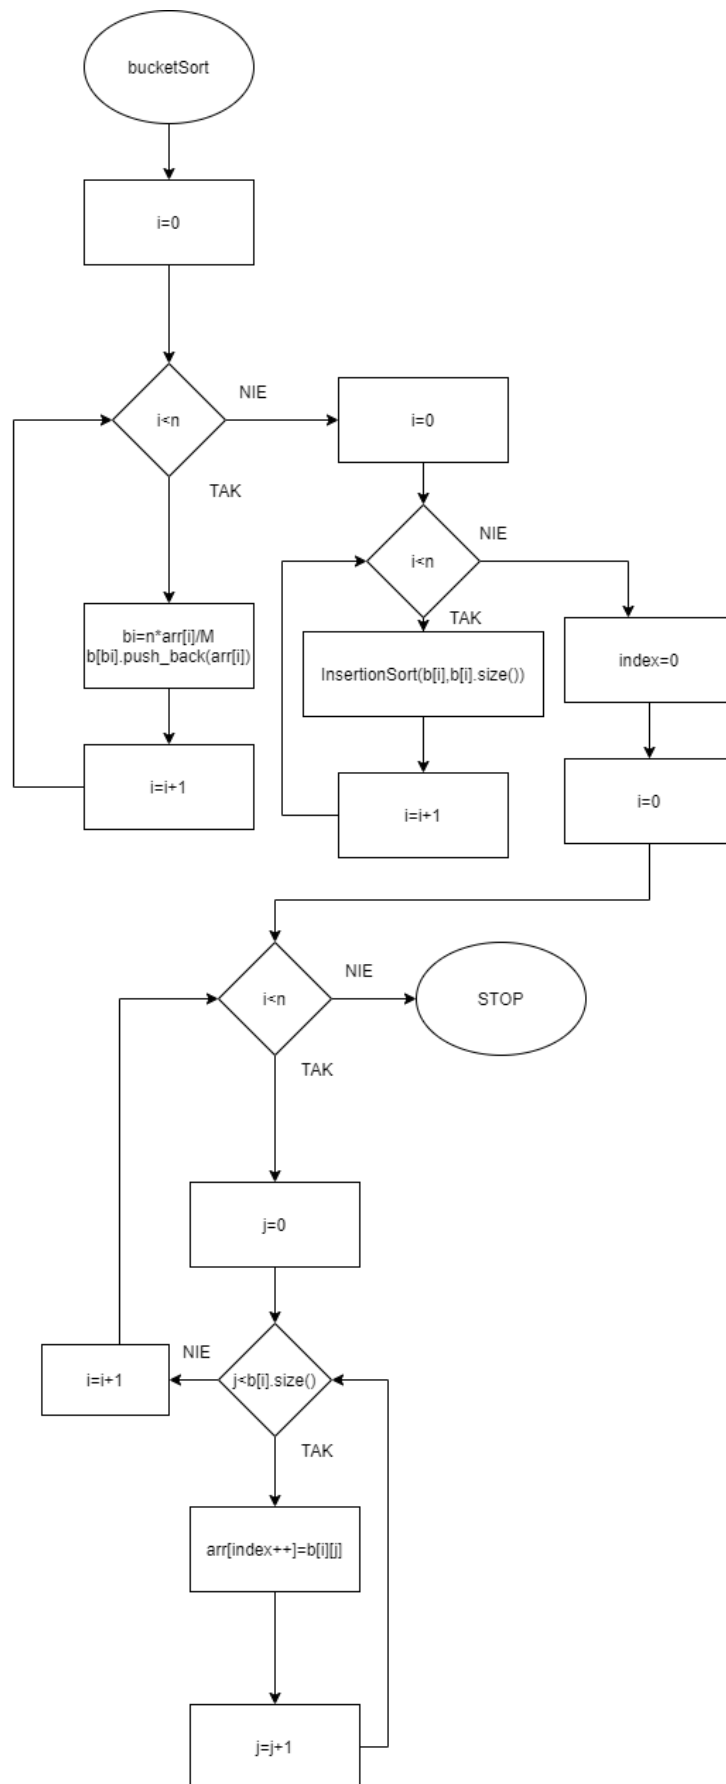 bucketSort
i=0
i<n
NIE
TAK
bi=n*arr[i]/M
b[bi].push_back(arr[i])
i=i+1
i=0
i<n
NIE
TAK
InsertionSort(b[i],b[i].size())
i=i+1
index=0
i=0
i<n
NIE
STOP
TAK
j=0
j<b[i].size()
NIE
i=i+1
TAK
arr[index++]=b[i][j]
j=j+1